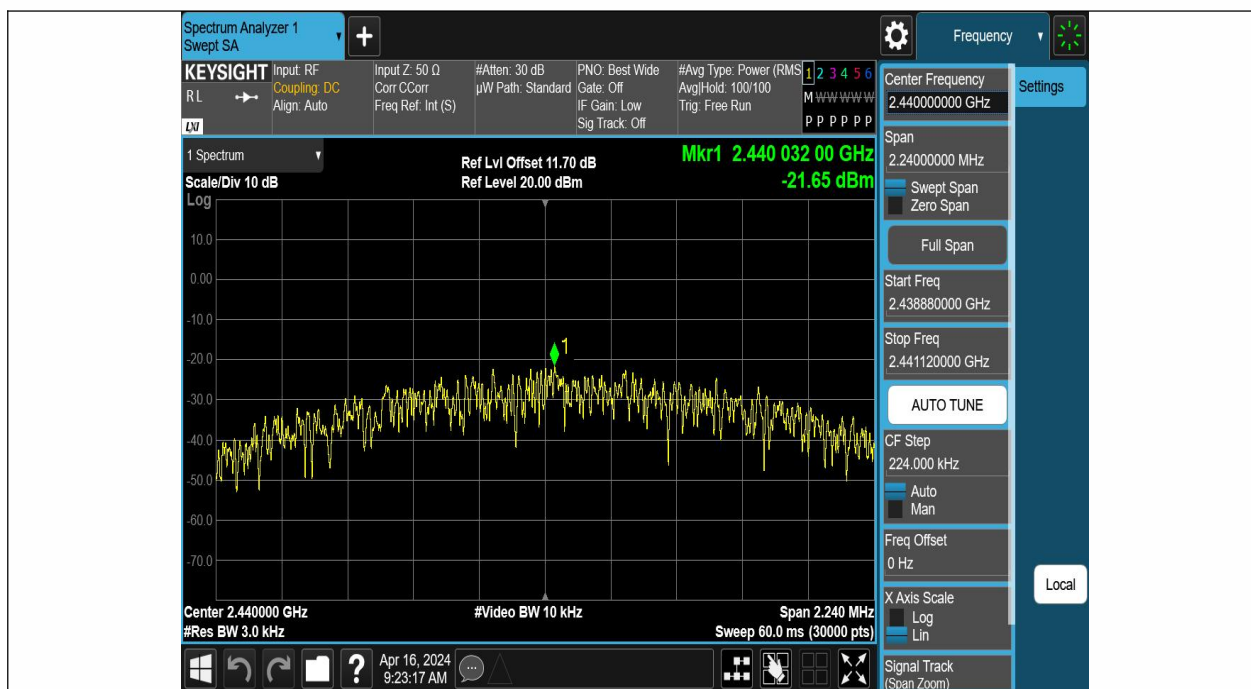 Spectrum Analyzer 1
Swept SA
+
Frequency
KEYSIGHT
RL
LXI
Input: RF
Coupling: DC
Align: Auto
Input Z: 50 Ω
Corr CCorr
Freq Ref: Int (S)
#Atten: 30 dB
µW Path: Standard
PNO: Best Wide
Gate: Off
IF Gain: Low
Sig Track: Off
#Avg Type: Power (RMS
Avg|Hold: 100/100
Trig: Free Run
1 2 3 4 5 6
M W W W W W
P P P P P P
1 Spectrum
Scale/Div 10 dB
Log
Ref Lvl Offset 11.70 dB
Ref Level 20.00 dBm
Mkr1 2.440 032 00 GHz
-21.65 dBm
10.0
0.00
-10.0
-20.0
-30.0
-40.0
-50.0
-60.0
-70.0
1
Center 2.440000 GHz
#Res BW 3.0 kHz
#Video BW 10 kHz
Span 2.240 MHz
Sweep 60.0 ms (30000 pts)
Center Frequency
2.440000000 GHz
Span
2.24000000 MHz
Swept Span
Zero Span
Full Span
Start Freq
2.438880000 GHz
Stop Freq
2.441120000 GHz
AUTO TUNE
CF Step
224.000 kHz
Auto
Man
Freq Offset
0 Hz
X Axis Scale
Log
Lin
Signal Track
(Span Zoom)
Settings
Local
?
Apr 16, 2024
9:23:17 AM